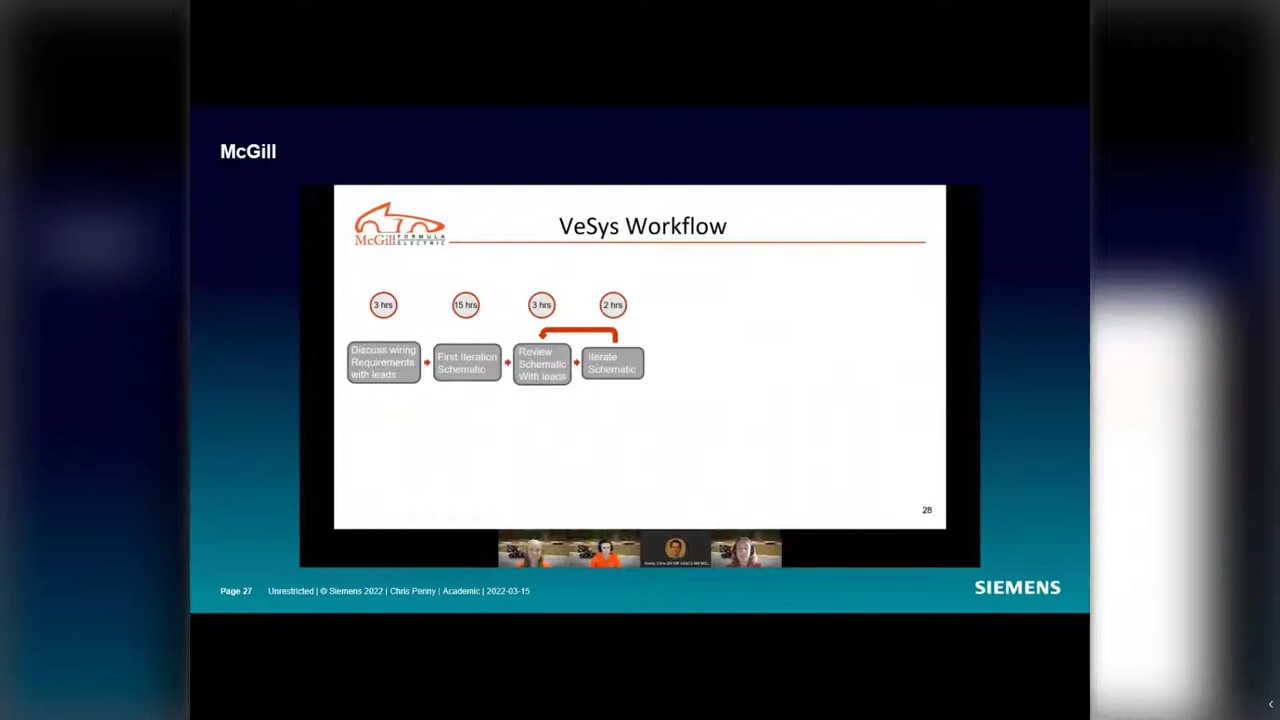 McGill
McGill FORMULA
ELECTRIC
VeSys Workflow
3 hrs
15 hrs
3 hrs
2 hrs
Discuss wiring
Requirements
with leads
First Iteration
Schematic
Review
Schematic
With leads
Iterate
Schematic
28
Page 27 Unrestricted | © Siemens 2022 | Chris Penny | Academic | 2022-03-15
SIEMENS